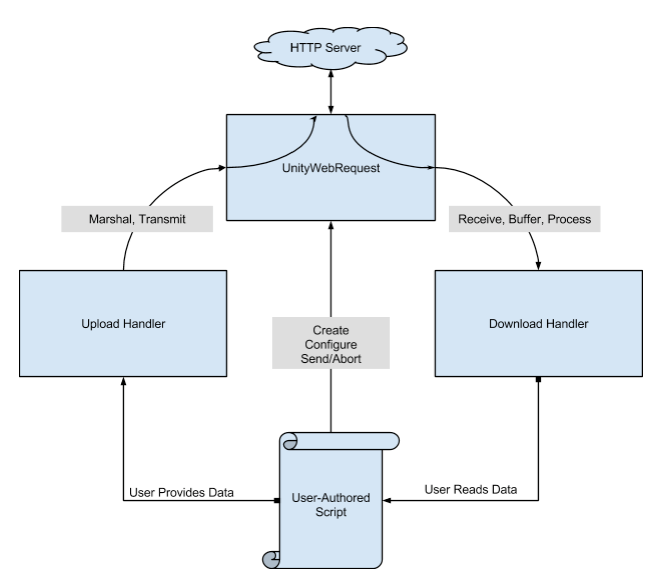 HTTP Server
UnityWebRequest
Marshal, Transmit
Receive, Buffer, Process
Upload Handler
Create
Configure
Send/Abort
Download Handler
User Provides Data
User-Authored
Script
User Reads Data